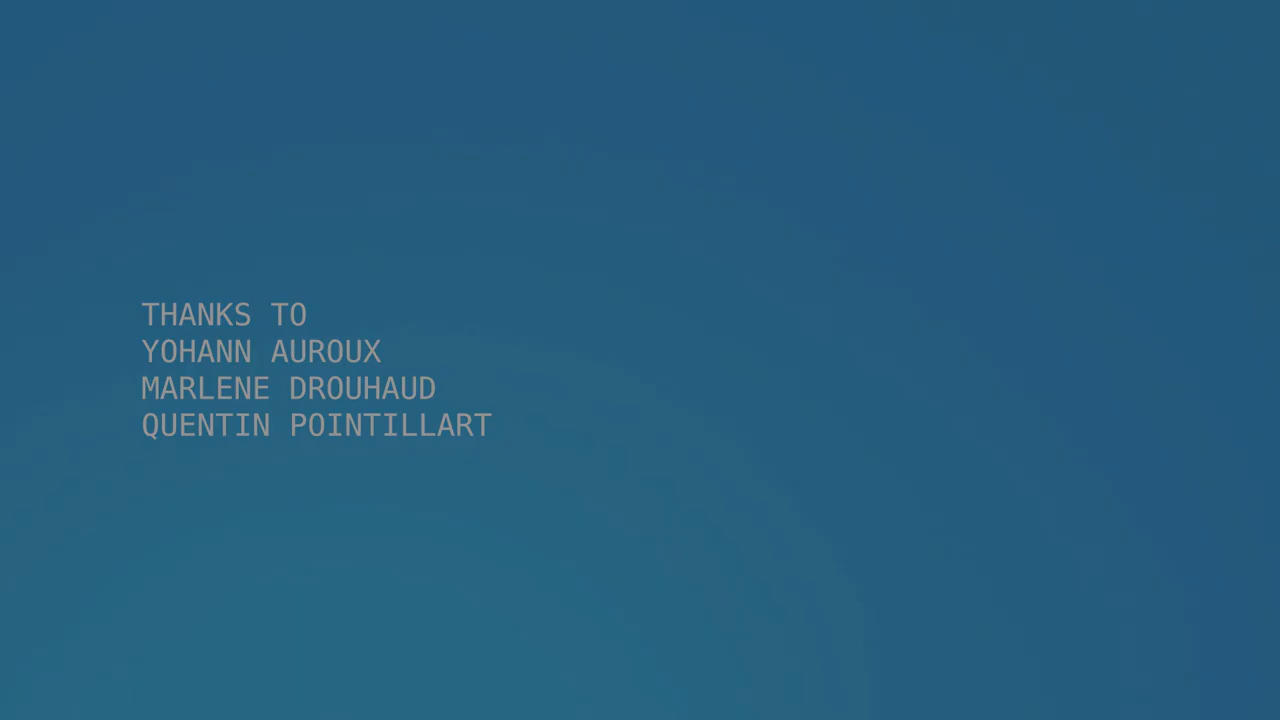 THANKS TO
YOHANN AUROUX
MARLENE DROUHAUD
QUENTIN POINTILLART